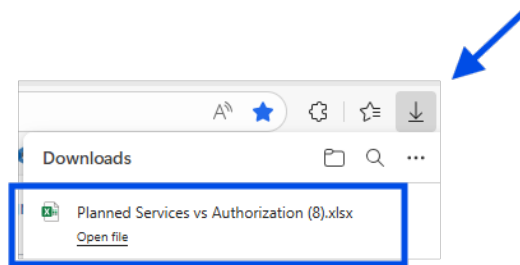 A
Downloads
Planned Services vs Authorization (8).xlsx
Open file